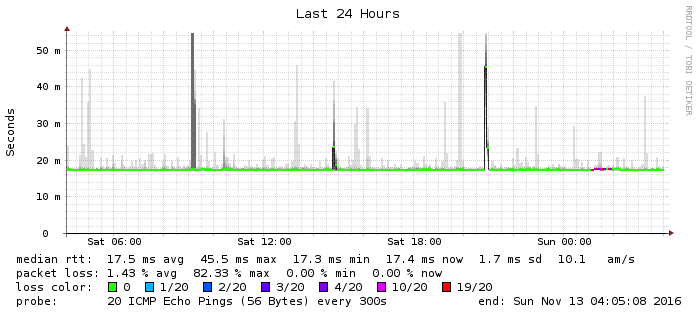 Last 24 Hours
RRDTOOL / TOBI OETIKER
Seconds
50 m
40 m
30 m
20 m
10 m
0
Sat 06:00 Sat 12:00 Sat 18:00 Sun 00:00
median rtt: 17.5 ms avg 45.5 ms max 17.3 ms min 17.4 ms now 1.7 ms sd 10.1 am/s
packet loss: 1.43 % avg 82.33 % max 0.00 % min 0.00 % now
loss color: 0 1/20 2/20 3/20 4/20 10/20 19/20
probe: 20 ICMP Echo Pings (56 Bytes) every 300s end: Sun Nov 13 04:05:08 2016